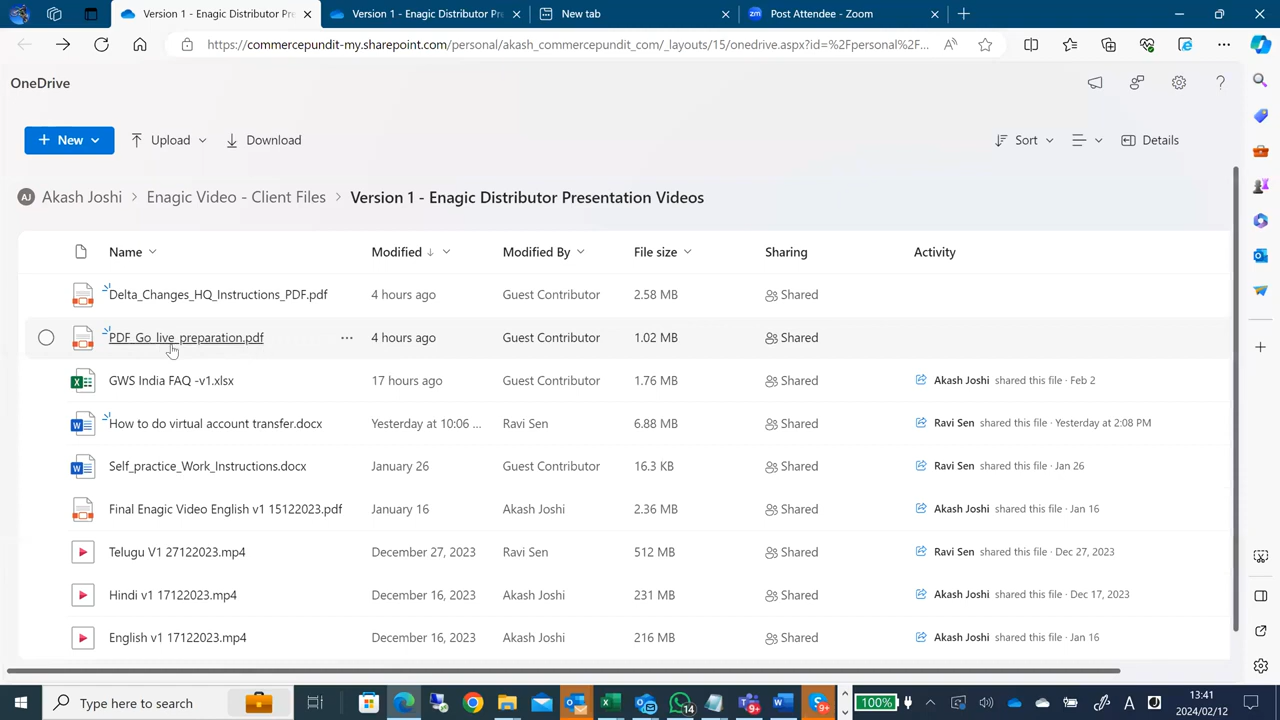 Version 1 - Enagic Distributor Pre
Version 1 - Enagic Distributor Pre
New tab
Post Attendee - Zoom
https://commercepundit-my.sharepoint.com/personal/akash_commercepundit_com/_layouts/15/onedrive.aspx?id=%2Fpersonal%2F...
OneDrive
New
Upload
Download
Sort
Details
AJ Akash Joshi > Enagic Video - Client Files > Version 1 - Enagic Distributor Presentation Videos
Name Modified ↓ Modified By File size Sharing Activity
Delta_Changes_HQ_Instructions_PDF.pdf 4 hours ago Guest Contributor 2.58 MB Shared
PDF_Go_live_preparation.pdf ... 4 hours ago Guest Contributor 1.02 MB Shared
GWS India FAQ -v1.xlsx 17 hours ago Guest Contributor 1.76 MB Shared Akash Joshi shared this file · Feb 2
How to do virtual account transfer.docx Yesterday at 10:06 ... Ravi Sen 6.88 MB Shared Ravi Sen shared this file · Yesterday at 2:08 PM
Self_practice_Work_Instructions.docx January 26 Guest Contributor 16.3 KB Shared Ravi Sen shared this file · Jan 26
Final Enagic Video English v1 15122023.pdf January 16 Akash Joshi 2.36 MB Shared Akash Joshi shared this file · Jan 16
Telugu V1 27122023.mp4 December 27, 2023 Ravi Sen 512 MB Shared Ravi Sen shared this file · Dec 27, 2023
Hindi v1 17122023.mp4 December 16, 2023 Akash Joshi 231 MB Shared Akash Joshi shared this file · Dec 17, 2023
English v1 17122023.mp4 December 16, 2023 Akash Joshi 216 MB Shared Akash Joshi shared this file · Jan 16
Type here to search
14
9+
9+
100%
A
13:41
2024/02/12